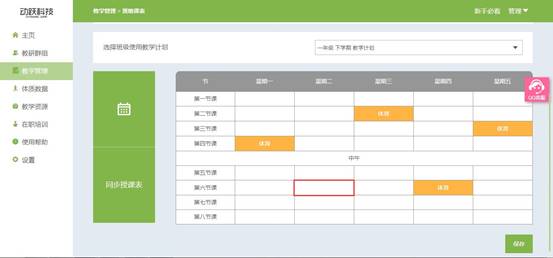 动跃科技
教学管理 > 班级课表
新手必看 管理
主页
教研群组
教学管理
体质数据
教学资源
在职培训
使用帮助
设置
选择班级使用教学计划
一年级 下学期 教学计划
同步授课表
节 星期一 星期二 星期三 星期四 星期五
第一节课
第二节课 体育
第三节课 体育
第四节课 体育
中午
第五节课
第六节课 体育
第七节课
第八节课
QQ客服
保存